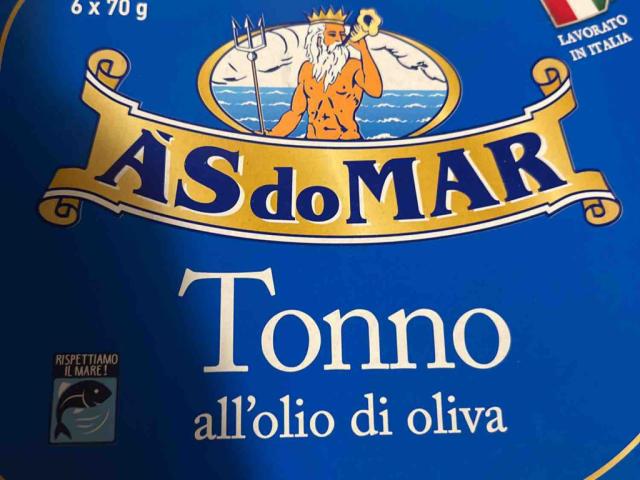 6 x 70 g
LAVORATO
IN ITALIA
ÀS do MAR
Tonno
all'olio di oliva
RISPETTIAMO
IL MARE!